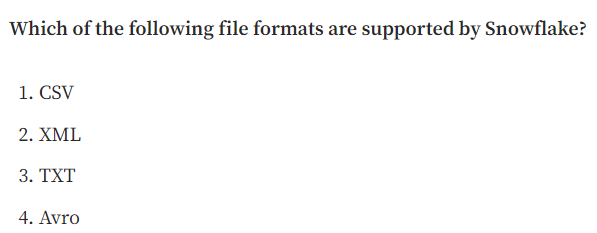 Which of the following file formats are supported by Snowflake?
1. CSV
2. XML
3. TXT
4. Avro